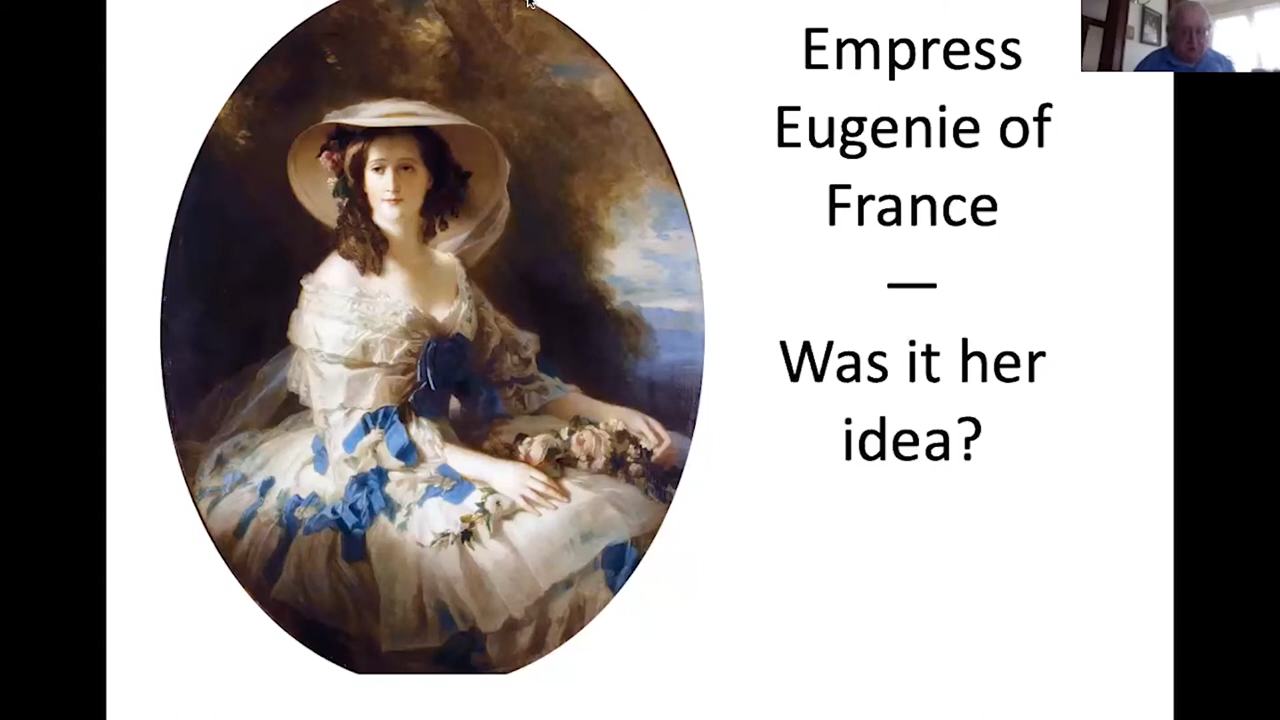 Empress
Eugenie of
France
—
Was it her
idea?